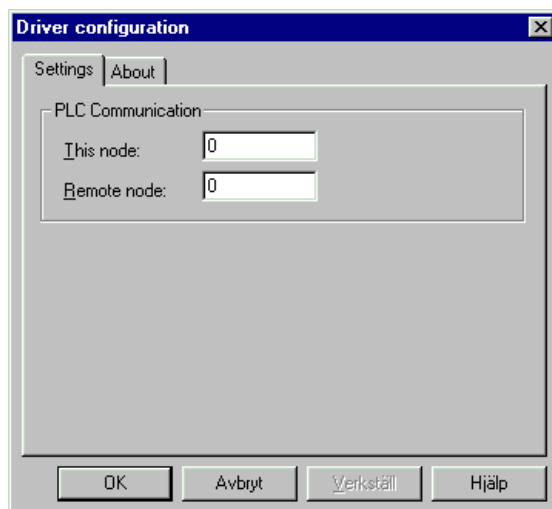 Driver configuration
Settings About
PLC Communication
This node: 0
Remote node: 0
OK Avbryt Verkställ Hjälp